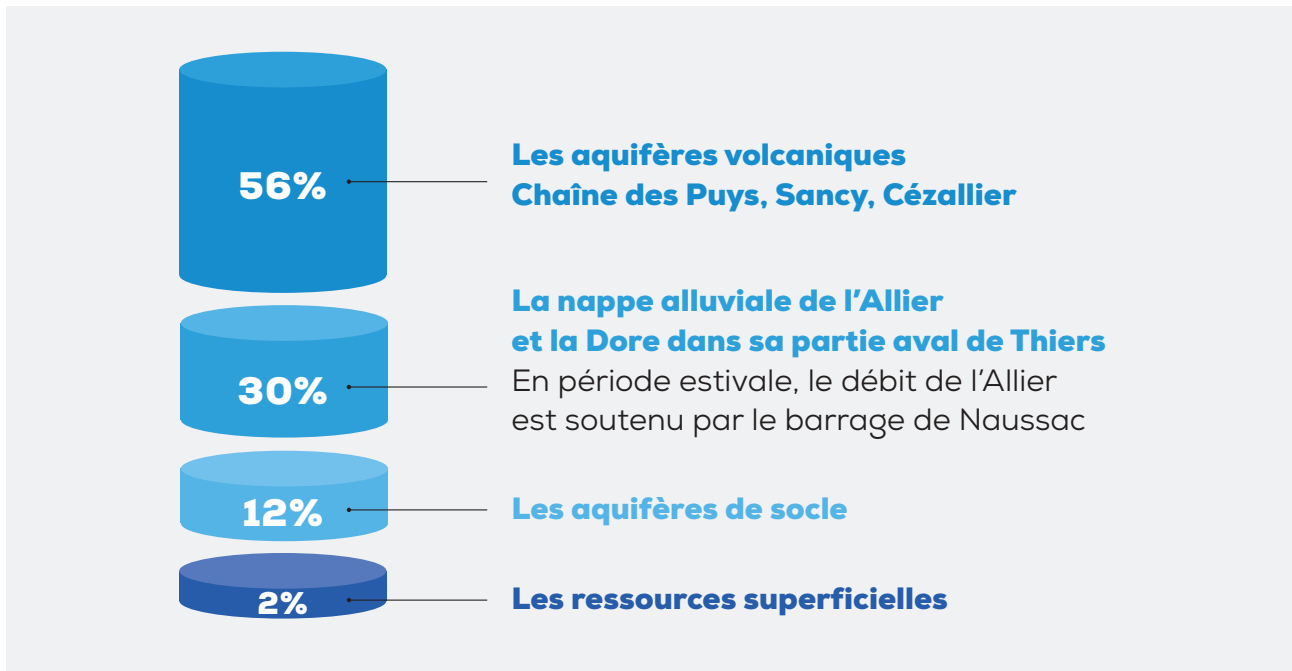 56%
Les aquifères volcaniques
Chaîne des Puys, Sancy, Cézallier
30%
La nappe alluviale de l’Allier
et la Dore dans sa partie aval de Thiers
En période estivale, le débit de l’Allier
est soutenu par le barrage de Naussac
12%
Les aquifères de socle
2%
Les ressources superficielles